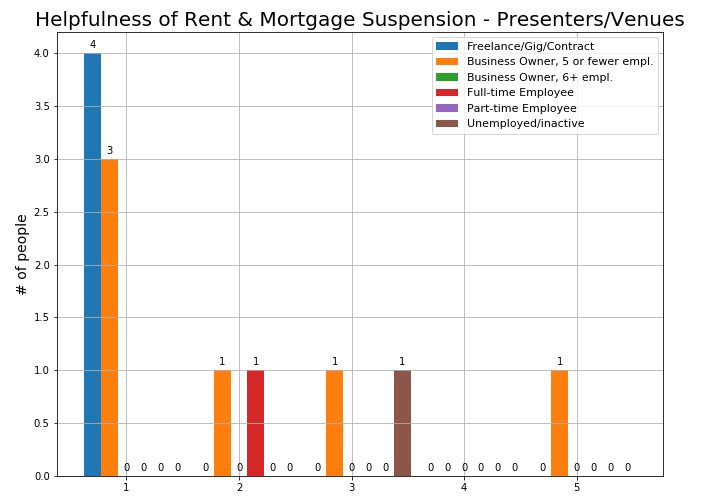 Helpfulness of Rent & Mortgage Suspension - Presenters/Venues
Freelance/Gig/Contract
Business Owner, 5 or fewer empl.
Business Owner, 6+ empl.
Full-time Employee
Part-time Employee
Unemployed/inactive
# of people
4.0
3.5
3.0
2.5
2.0
1.5
1.0
0.5
0.0
4
3
1 1 1 1 1
0 0 0 0 0 0 0 0 0 0 0 0 0 0 0 0 0 0 0 0 0 0 0
1 2 3 4 5